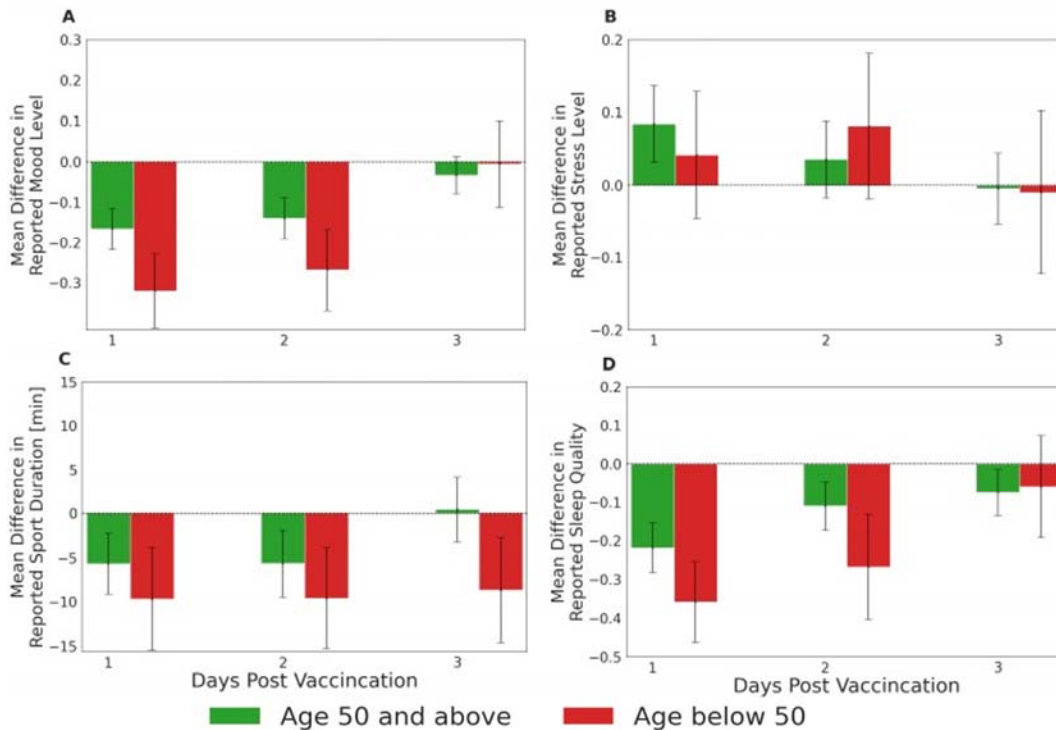 A
Mean Difference in
Reported Mood Level
0.3
0.2
0.1
0.0
−0.1
−0.2
−0.3
1
2
3
B
Mean Difference in
Reported Stress Level
0.2
0.1
0.0
−0.1
−0.2
1
2
3
C
Mean Difference in
Reported Sport Duration [min]
15
10
5
0
−5
−10
−15
1
2
3
Days Post Vaccincation
D
Mean Difference in
Reported Sleep Quality
0.2
0.1
0.0
−0.1
−0.2
−0.3
−0.4
−0.5
1
2
3
Days Post Vaccincation
Age 50 and above
Age below 50